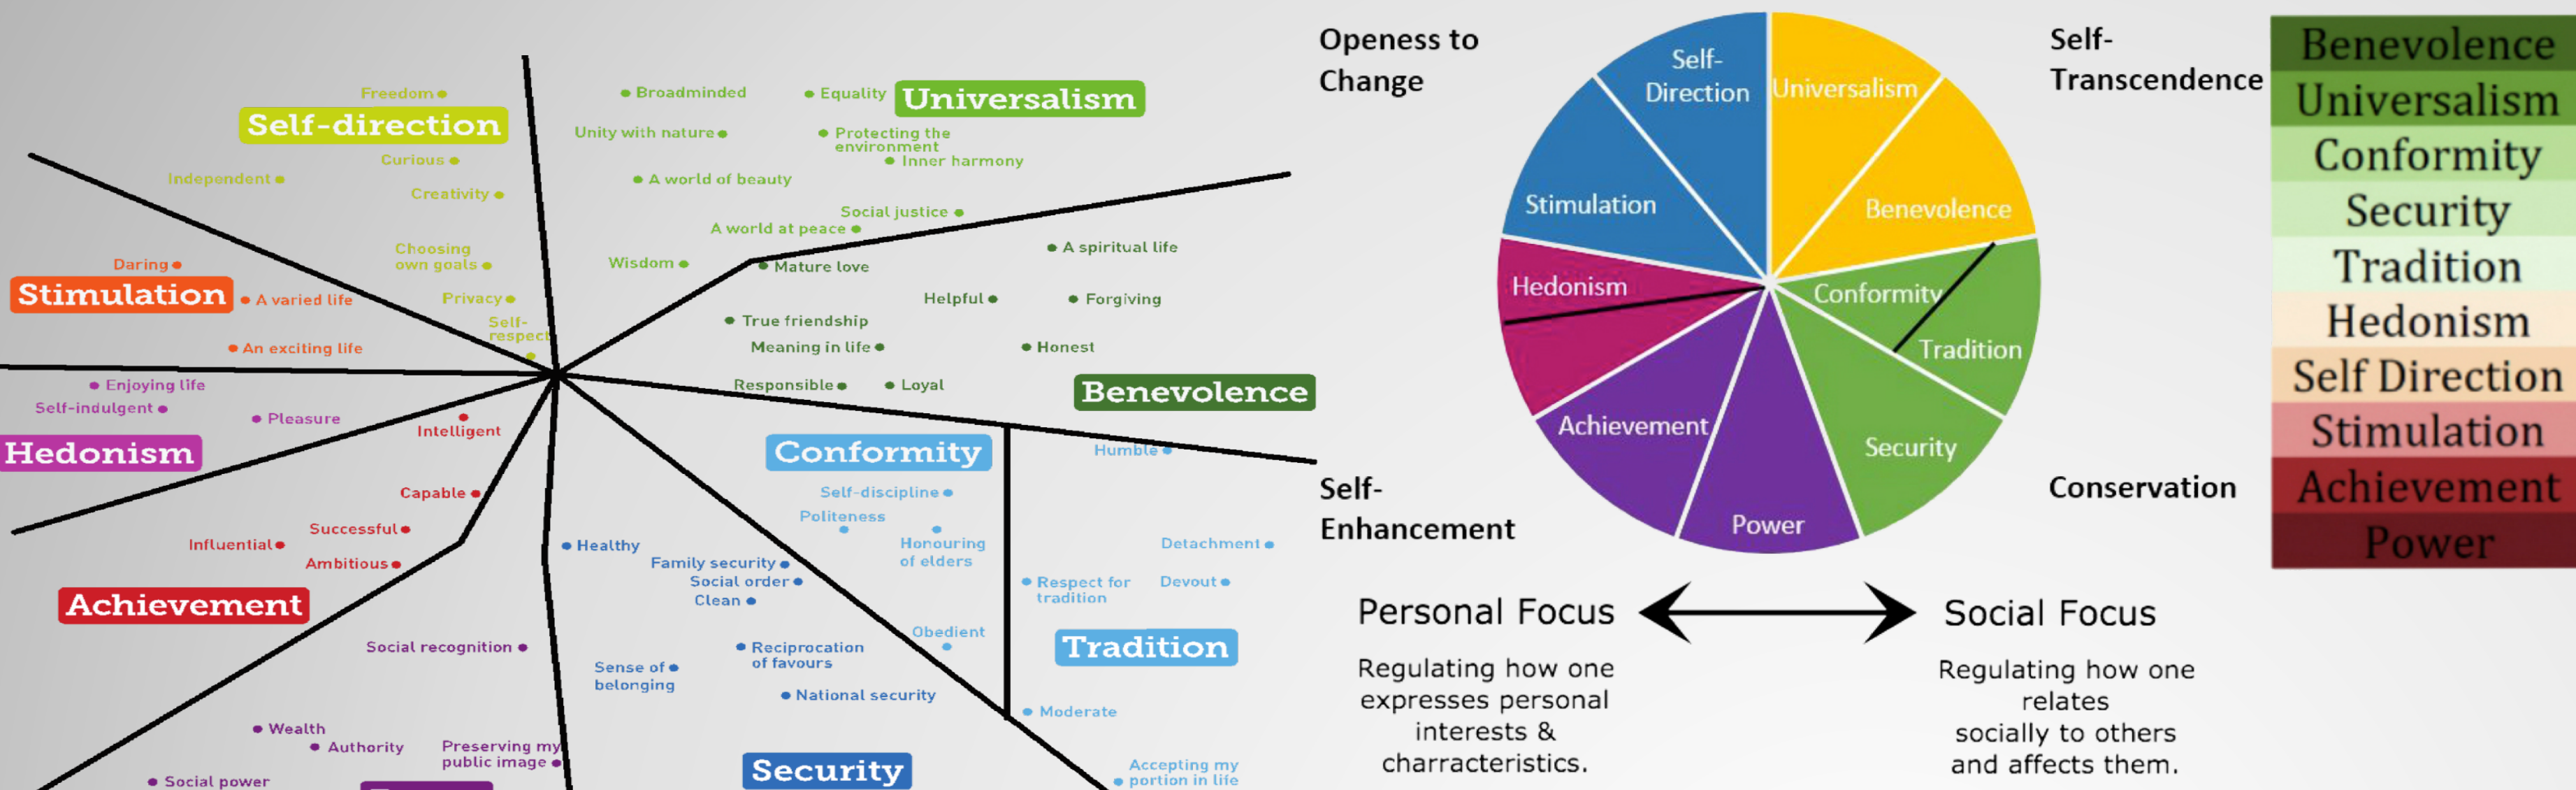 Freedom
Self-direction
Curious
Independent
Creativity
Choosing
own goals
Privacy
Self-
respect
Broadminded
Equality
Universalism
Unity with nature
Protecting the
environment
Inner harmony
A world of beauty
Social justice
A world at peace
Wisdom
Daring
Stimulation
A varied life
An exciting life
Mature love
A spiritual life
Helpful
Forgiving
True friendship
Meaning in life
Honest
Responsible
Loyal
Benevolence
Enjoying life
Self-indulgent
Pleasure
Hedonism
Intelligent
Capable
Successful
Influential
Ambitious
Achievement
Conformity
Humble
Self-discipline
Politeness
Honouring
of elders
Obedient
Detachment
Respect for
tradition
Devout
Tradition
Moderate
Accepting my
portion in life
Healthy
Family security
Social order
Clean
Reciprocation
of favours
Sense of
belonging
National security
Security
Social recognition
Wealth
Authority
Preserving my
public image
Social power
Openess to
Change
Self-
Transcendence
Self-
Direction
Universalism
Stimulation
Benevolence
Hedonism
Conformity
Tradition
Achievement
Security
Power
Self-
Enhancement
Conservation
Personal Focus
Regulating how one
expresses personal
interests &
charracteristics.
Social Focus
Regulating how one
relates
socially to others
and affects them.
Benevolence
Universalism
Conformity
Security
Tradition
Hedonism
Self Direction
Stimulation
Achievement
Power